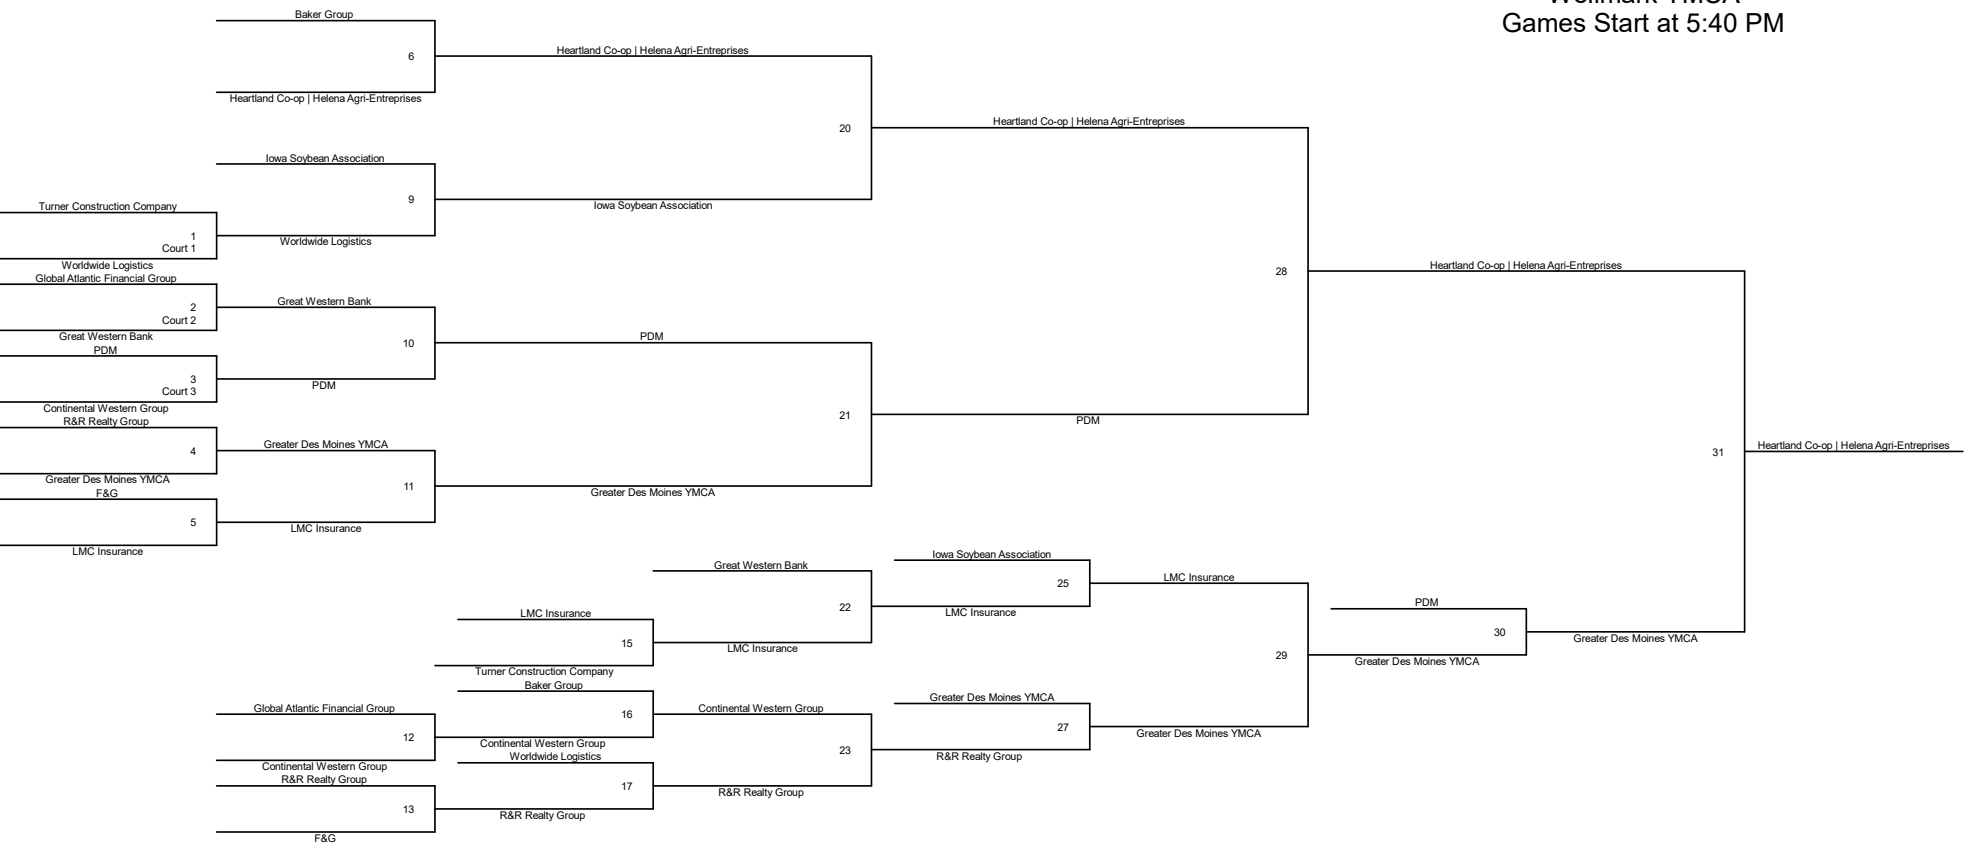 Wellmark YMCA
Games Start at 5:40 PM
Baker Group
6
Heartland Co-op | Helena Agri-Entreprises
Heartland Co-op | Helena Agri-Entreprises
20
Heartland Co-op | Helena Agri-Entreprises
Iowa Soybean Association
9
Iowa Soybean Association
Turner Construction Company
1
Court 1
Worldwide Logistics
Worldwide Logistics
Global Atlantic Financial Group
28
Heartland Co-op | Helena Agri-Entreprises
2
Court 2
Great Western Bank
Great Western Bank
PDM
10
PDM
3
Court 3
PDM
Continental Western Group
R&R Realty Group
21
PDM
4
Greater Des Moines YMCA
Greater Des Moines YMCA
F&G
11
Greater Des Moines YMCA
31
Heartland Co-op | Helena Agri-Entreprises
5
LMC Insurance
LMC Insurance
Great Western Bank
Iowa Soybean Association
25
LMC Insurance
22
LMC Insurance
LMC Insurance
15
LMC Insurance
Turner Construction Company
PDM
30
Greater Des Moines YMCA
29
Greater Des Moines YMCA
Baker Group
16
Continental Western Group
Greater Des Moines YMCA
27
Greater Des Moines YMCA
Global Atlantic Financial Group
12
Continental Western Group
Continental Western Group
Worldwide Logistics
23
R&R Realty Group
R&R Realty Group
17
R&R Realty Group
13
R&R Realty Group
F&G